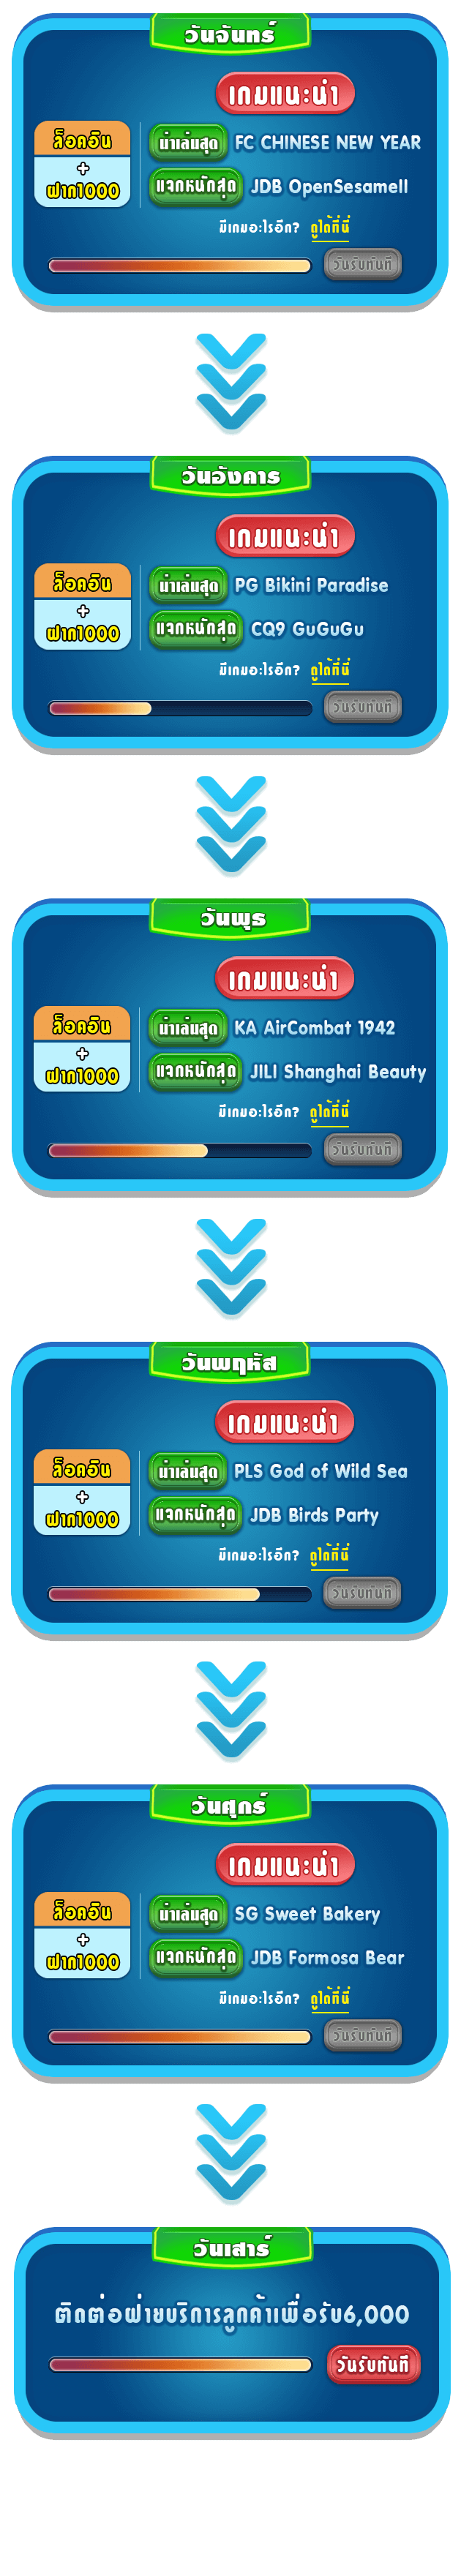 วันจันทร์
เกมแนะนำ
ล็อคอิน
+
ฝาก1000
น่าเล่นสุด FC CHINESE NEW YEAR
แจกหนักสุด JDB OpenSesameII
มีเกมอะไรอีก? ดูได้ที่นี่
วันรับทันที
วันอังคาร
เกมแนะนำ
ล็อคอิน
+
ฝาก1000
น่าเล่นสุด PG Bikini Paradise
แจกหนักสุด CQ9 GuGuGu
มีเกมอะไรอีก? ดูได้ที่นี่
วันรับทันที
วันพุธ
เกมแนะนำ
ล็อคอิน
+
ฝาก1000
น่าเล่นสุด KA AirCombat 1942
แจกหนักสุด JILI Shanghai Beauty
มีเกมอะไรอีก? ดูได้ที่นี่
วันรับทันที
วันพฤหัส
เกมแนะนำ
ล็อคอิน
+
ฝาก1000
น่าเล่นสุด PLS God of Wild Sea
แจกหนักสุด JDB Birds Party
มีเกมอะไรอีก? ดูได้ที่นี่
วันรับทันที
วันศุกร์
เกมแนะนำ
ล็อคอิน
+
ฝาก1000
น่าเล่นสุด SG Sweet Bakery
แจกหนักสุด JDB Formosa Bear
มีเกมอะไรอีก? ดูได้ที่นี่
วันรับทันที
วันเสาร์
ติดต่อฝ่ายบริการลูกค้าเพื่อรับ6,000
วันรับทันที